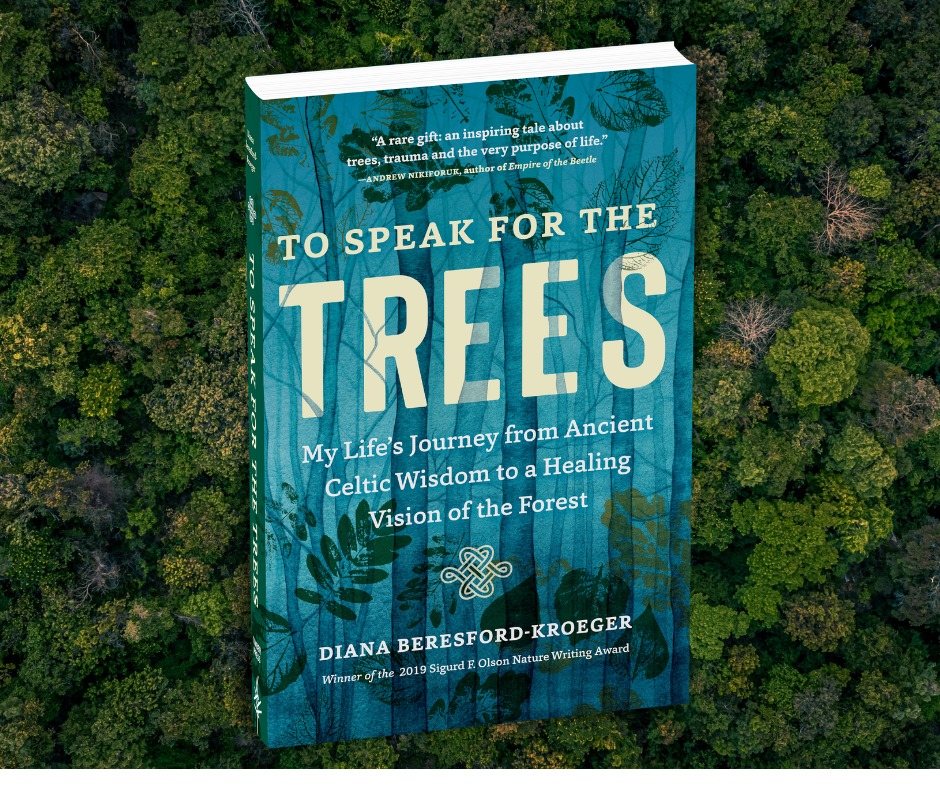 “A rare gift: an inspiring tale about
trees, trauma and the very purpose of life.”
—ANDREW NIKIFORUK, author of Empire of the Beetle
TO SPEAK FOR THE
TREES
My Life’s Journey from Ancient
Celtic Wisdom to a Healing
Vision of the Forest
DIANA BERESFORD-KROEGER
Winner of the 2019 Sigurd F. Olson Nature Writing Award
TO SPEAK FOR THE TREES